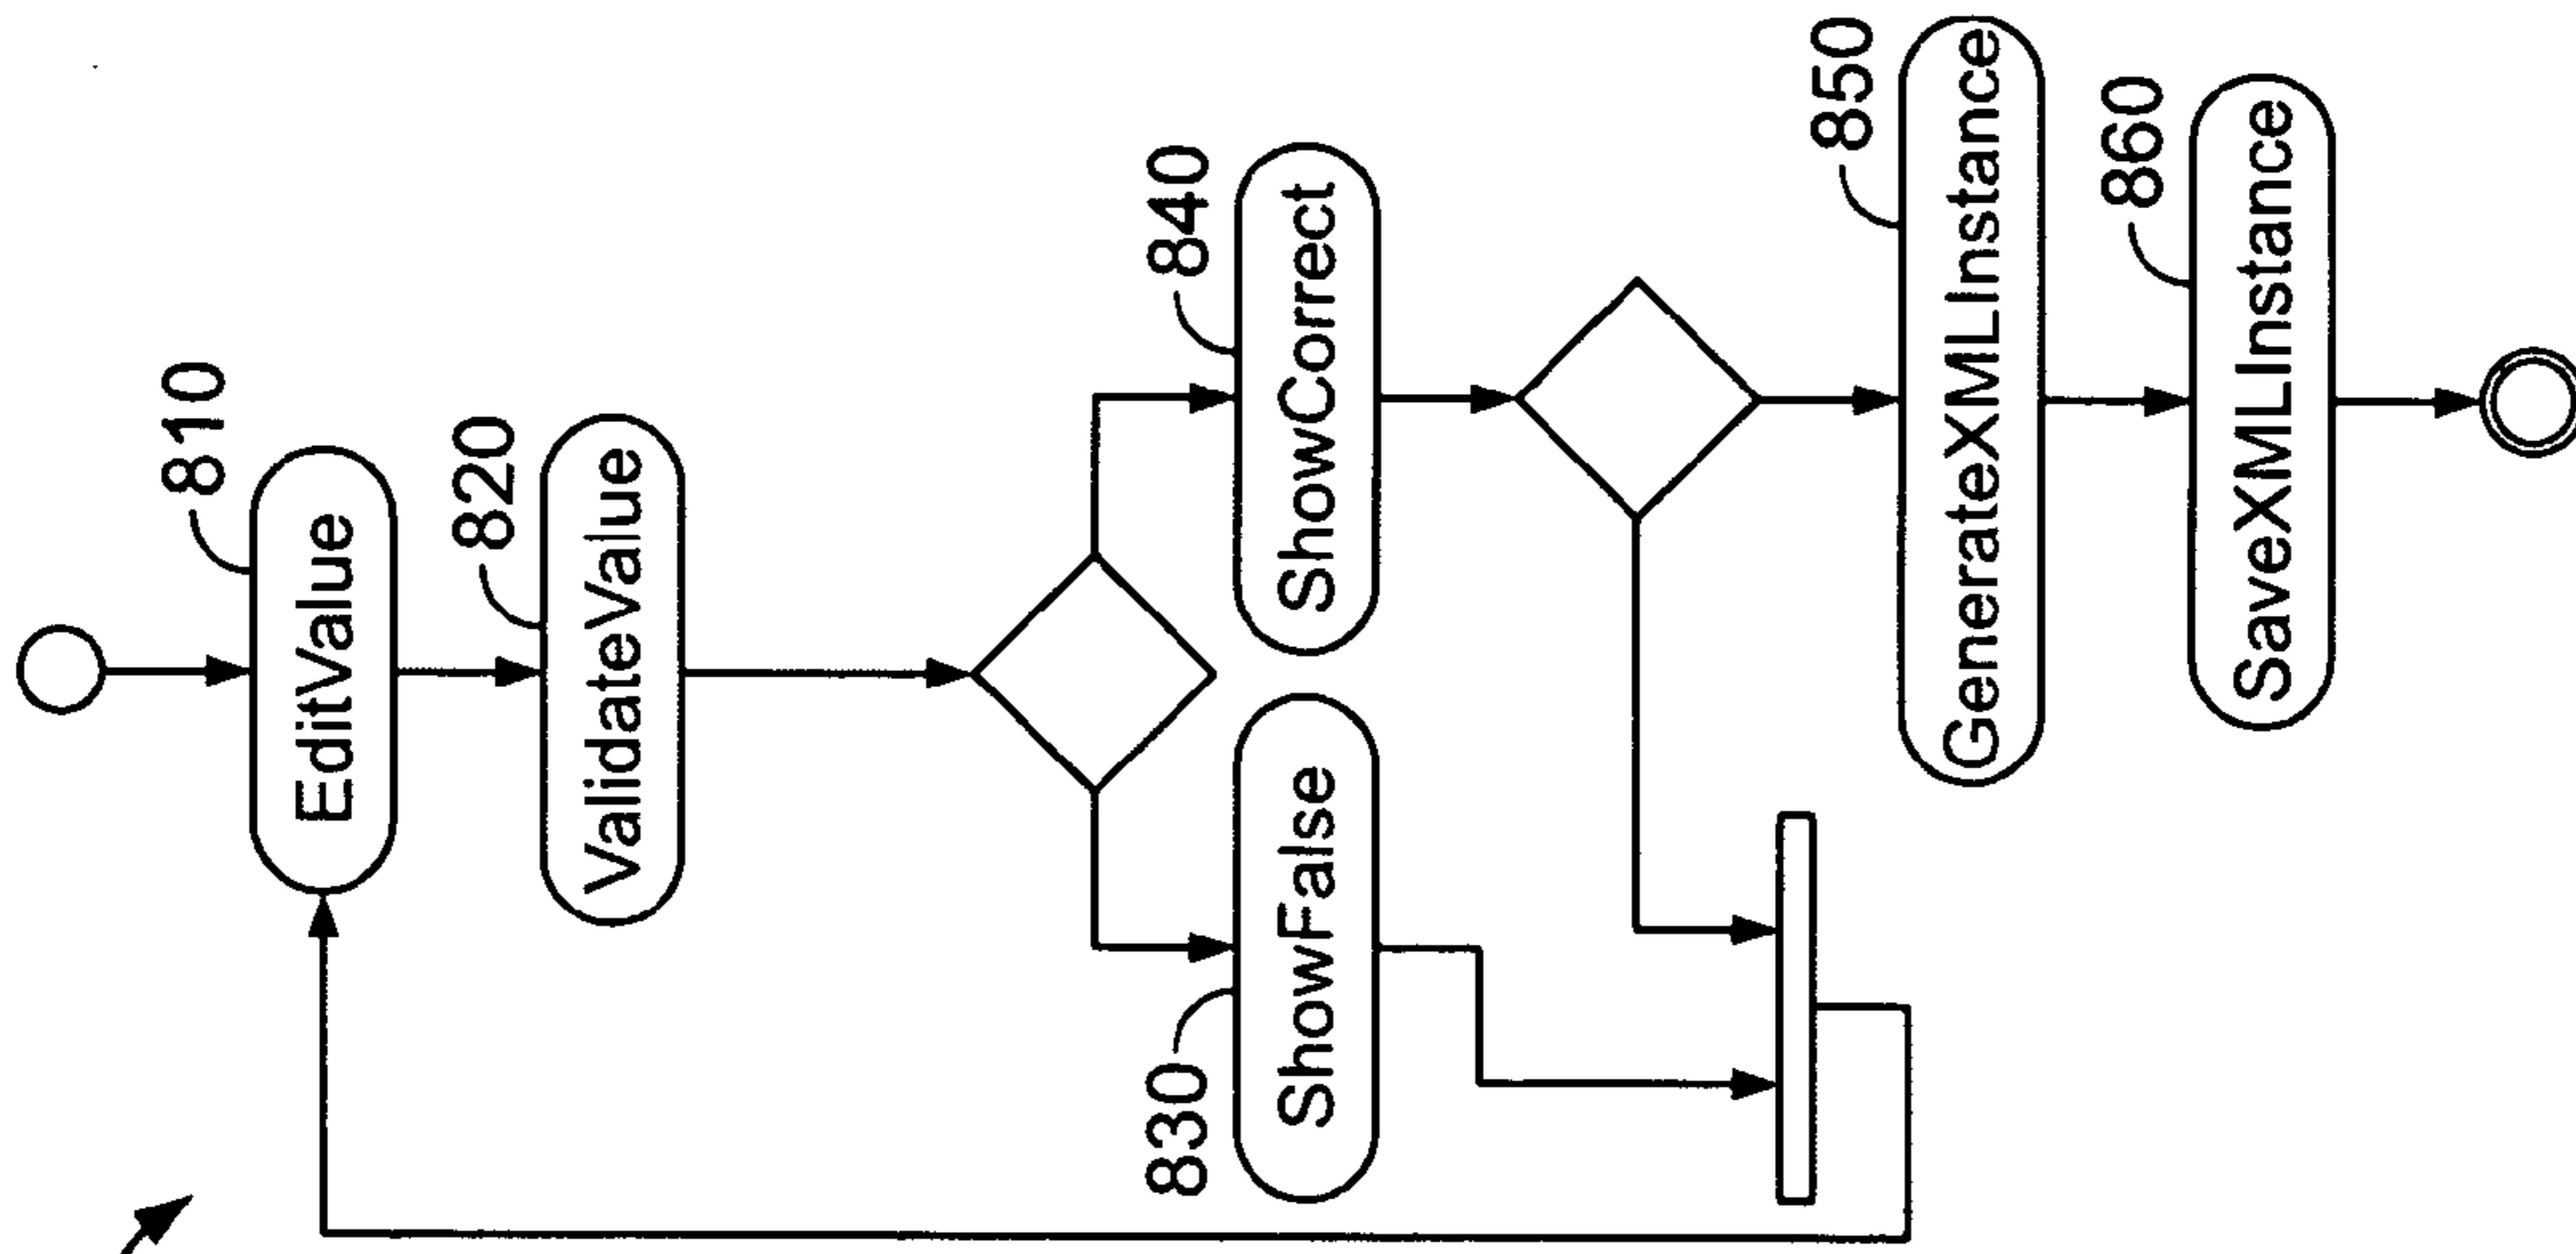 810
EditValue
820
ValidateValue
830
ShowFalse
840
ShowCorrect
850
GenerateXMLInstance
860
SaveXMLInstance